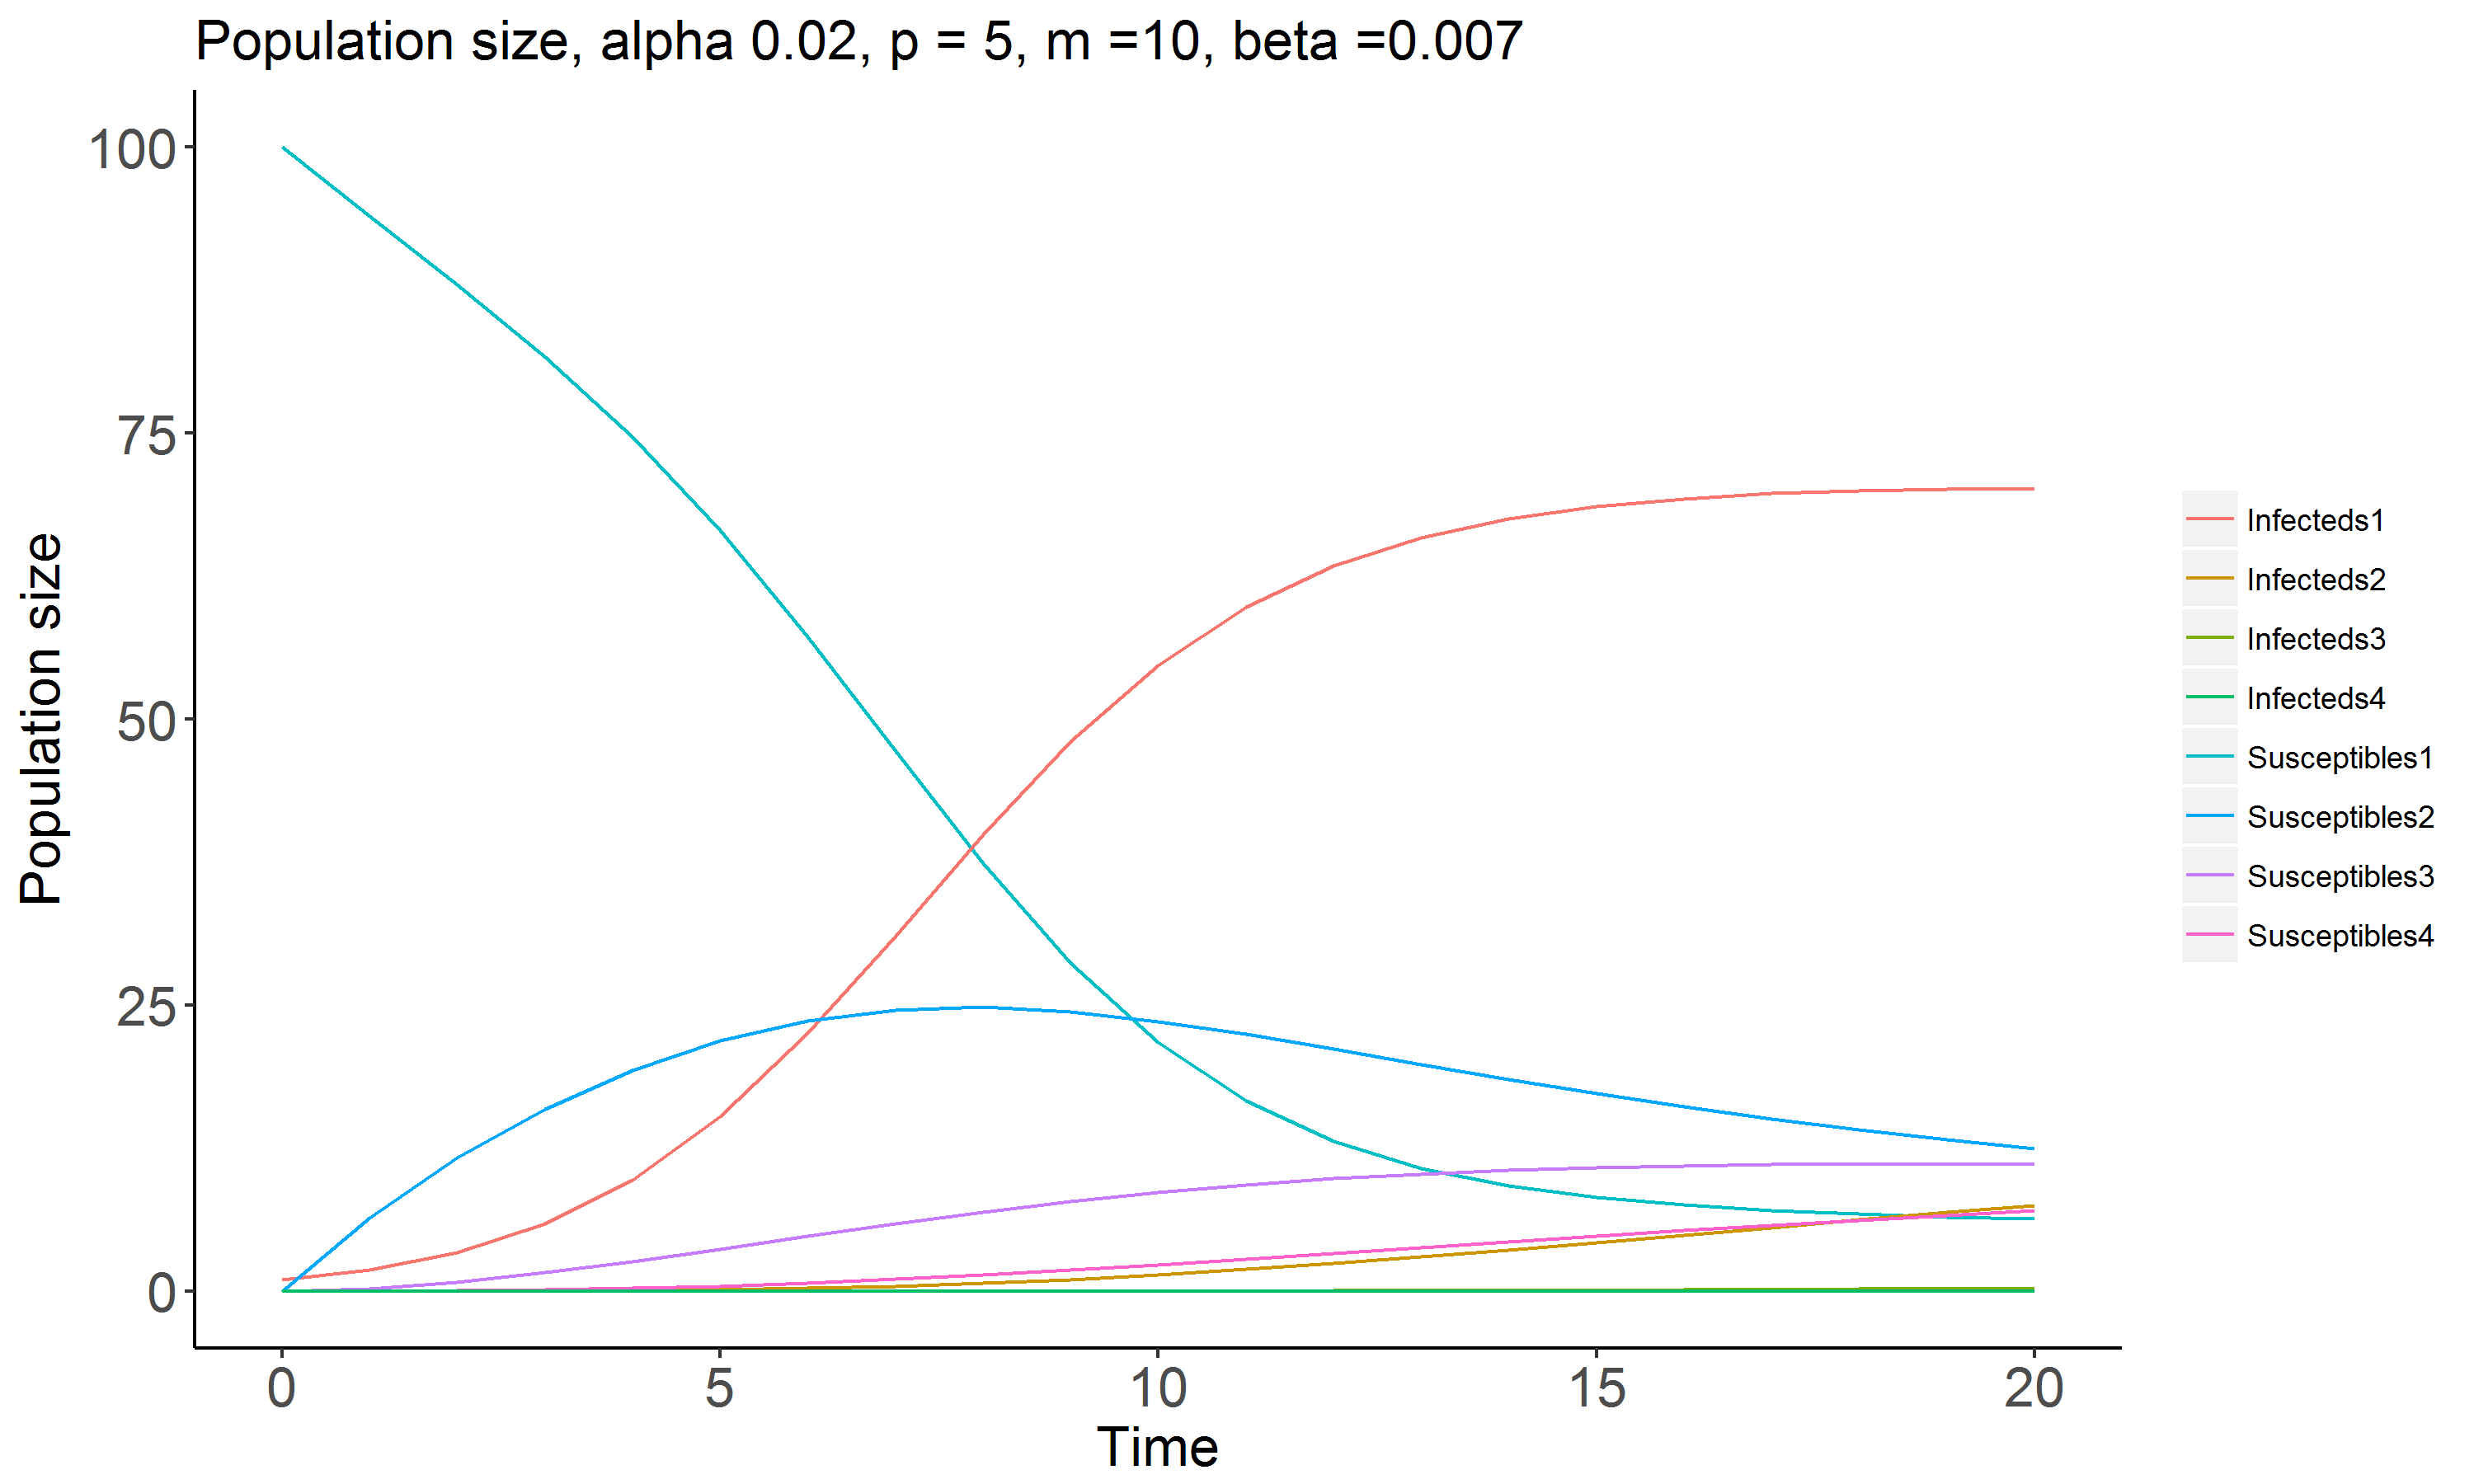 Population size, alpha 0.02, p = 5, m =10, beta =0.007
100
75
50
25
0
Population size
0 5 10 15 20
Time
Infecteds1
Infecteds2
Infecteds3
Infecteds4
Susceptibles1
Susceptibles2
Susceptibles3
Susceptibles4